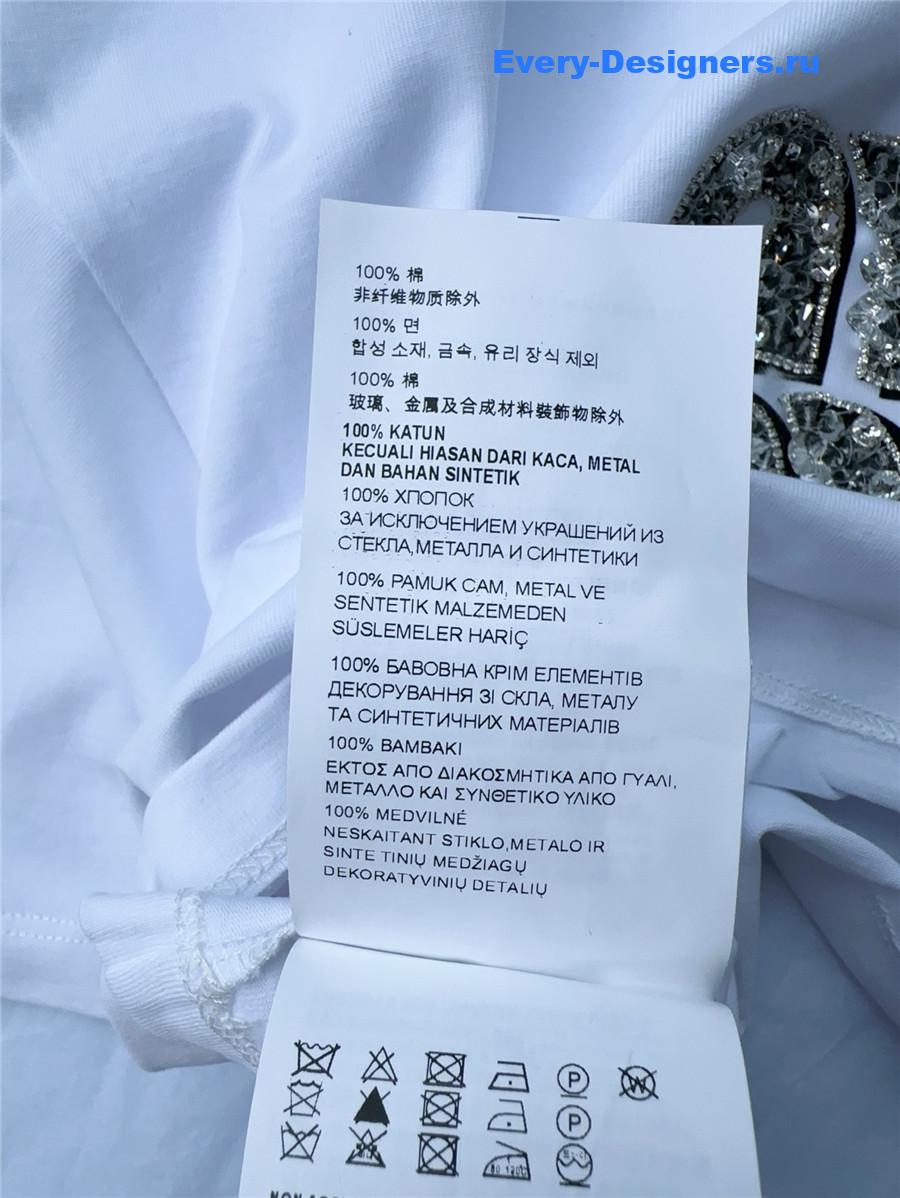 Every-Designers.ru
100% 棉
非纤维物质除外
100% 면
합성 소재, 금속, 유리 장식 제외
100% 棉
玻璃、金属及合成材料裝飾物除外
100% KATUN
KECUALI HIASAN DARI KACA, METAL
DAN BAHAN SINTETIK
100% ХПОПОК
ЗА ИСКЛЮЧЕНИЕМ УКРАШЕНИЙ ИЗ
СТЕКЛА,МЕТАЛЛА И СИНТЕТИКИ
100% PAMUK CAM, METAL VE
SENTETIK MALZEMEDEN
SÜSLEMELER HARIÇ
100% БАВОВНА КРІМ ЕЛЕМЕНТІВ
ДЕКОРУВАННЯ ЗІ СКЛА, МЕТАЛУ
ТА СИНТЕТИЧНИХ МАТЕРІАЛІВ
100% ΒΑΜΒΑΚΙ
ΕΚΤΟΣ ΑΠΟ ΔΙΑΚΟΣΜΗΤΙΚΑ ΑΠΟ ΓΥΑΛΙ,
ΜΕΤΑΛΛΟ ΚΑΙ ΣΥΝΘΕΤΙΚΟ ΥΛΙΚΟ
100% MEDVILNÉ
NESKAITANT STIKLO,METALO IR
SINTE TINIŲ MEDŽIAGŲ
DEKORATYVINIŲ DETALIŲ
P
W
P